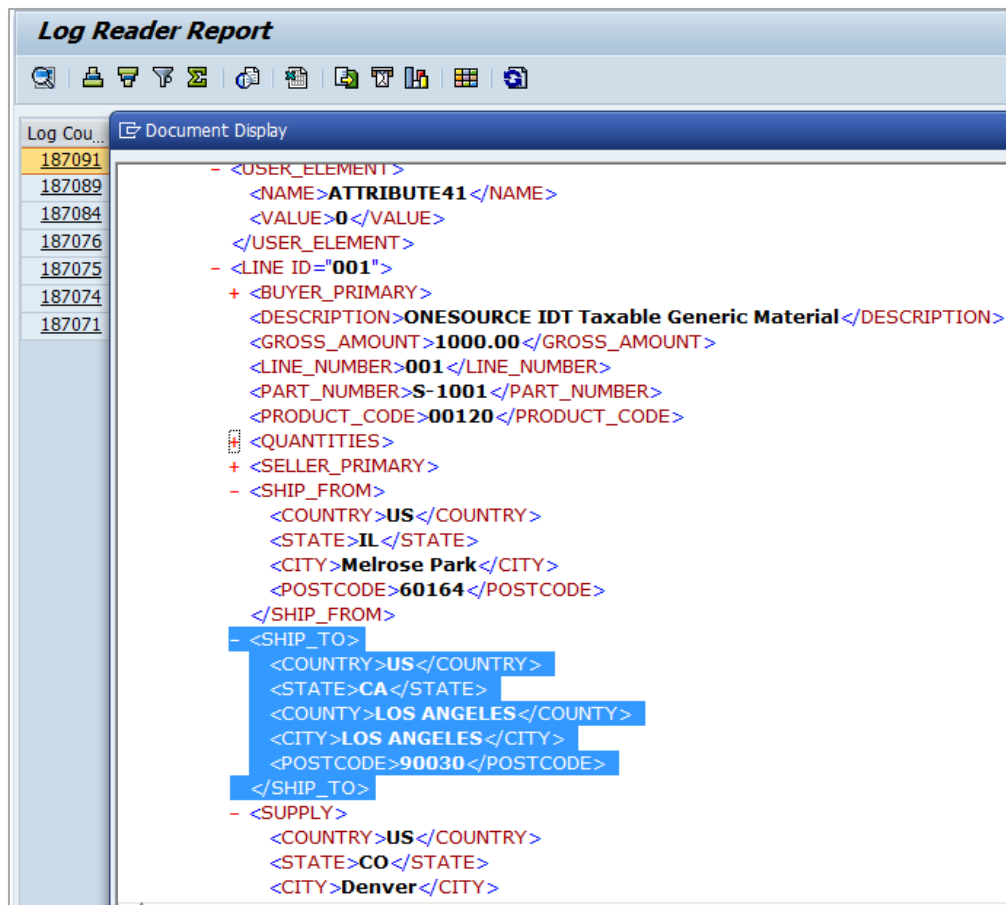 Log Reader Report
Log Cou...
187091
187089
187084
187076
187075
187074
187071
Document Display
- <USER_ELEMENT>
<NAME>ATTRIBUTE41</NAME>
<VALUE>0</VALUE>
</USER_ELEMENT>
- <LINE ID="001">
+ <BUYER_PRIMARY>
<DESCRIPTION>ONESOURCE IDT Taxable Generic Material</DESCRIPTION>
<GROSS_AMOUNT>1000.00</GROSS_AMOUNT>
<LINE_NUMBER>001</LINE_NUMBER>
<PART_NUMBER>S-1001</PART_NUMBER>
<PRODUCT_CODE>00120</PRODUCT_CODE>
+ <QUANTITIES>
+ <SELLER_PRIMARY>
- <SHIP_FROM>
<COUNTRY>US</COUNTRY>
<STATE>IL</STATE>
<CITY>Melrose Park</CITY>
<POSTCODE>60164</POSTCODE>
</SHIP_FROM>
- <SHIP_TO>
<COUNTRY>US</COUNTRY>
<STATE>CA</STATE>
<COUNTY>LOS ANGELES</COUNTY>
<CITY>LOS ANGELES</CITY>
<POSTCODE>90030</POSTCODE>
</SHIP_TO>
- <SUPPLY>
<COUNTRY>US</COUNTRY>
<STATE>CO</STATE>
<CITY>Denver</CITY>